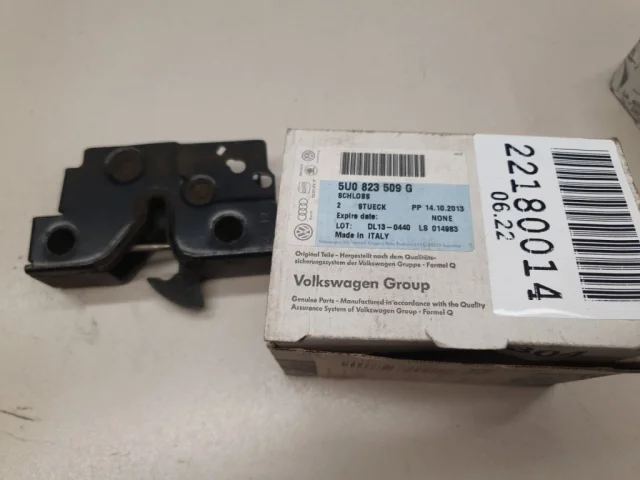 5U0 823 509 G
SCHLOSS
2 STUECK PP 14.10.2013
Expire date: NONE
LOT: DL13-0440 LS 014983
Made in ITALY
Original Teile - Hergestellt nach dem Qualitäts-
sicherungssystem der Volkswagen Gruppe - Formel Q
Volkswagen Group
Genuine Parts - Manufactured in accordance with the Quality
Assurance System of Volkswagen Group - Formel Q
22180014
06.22